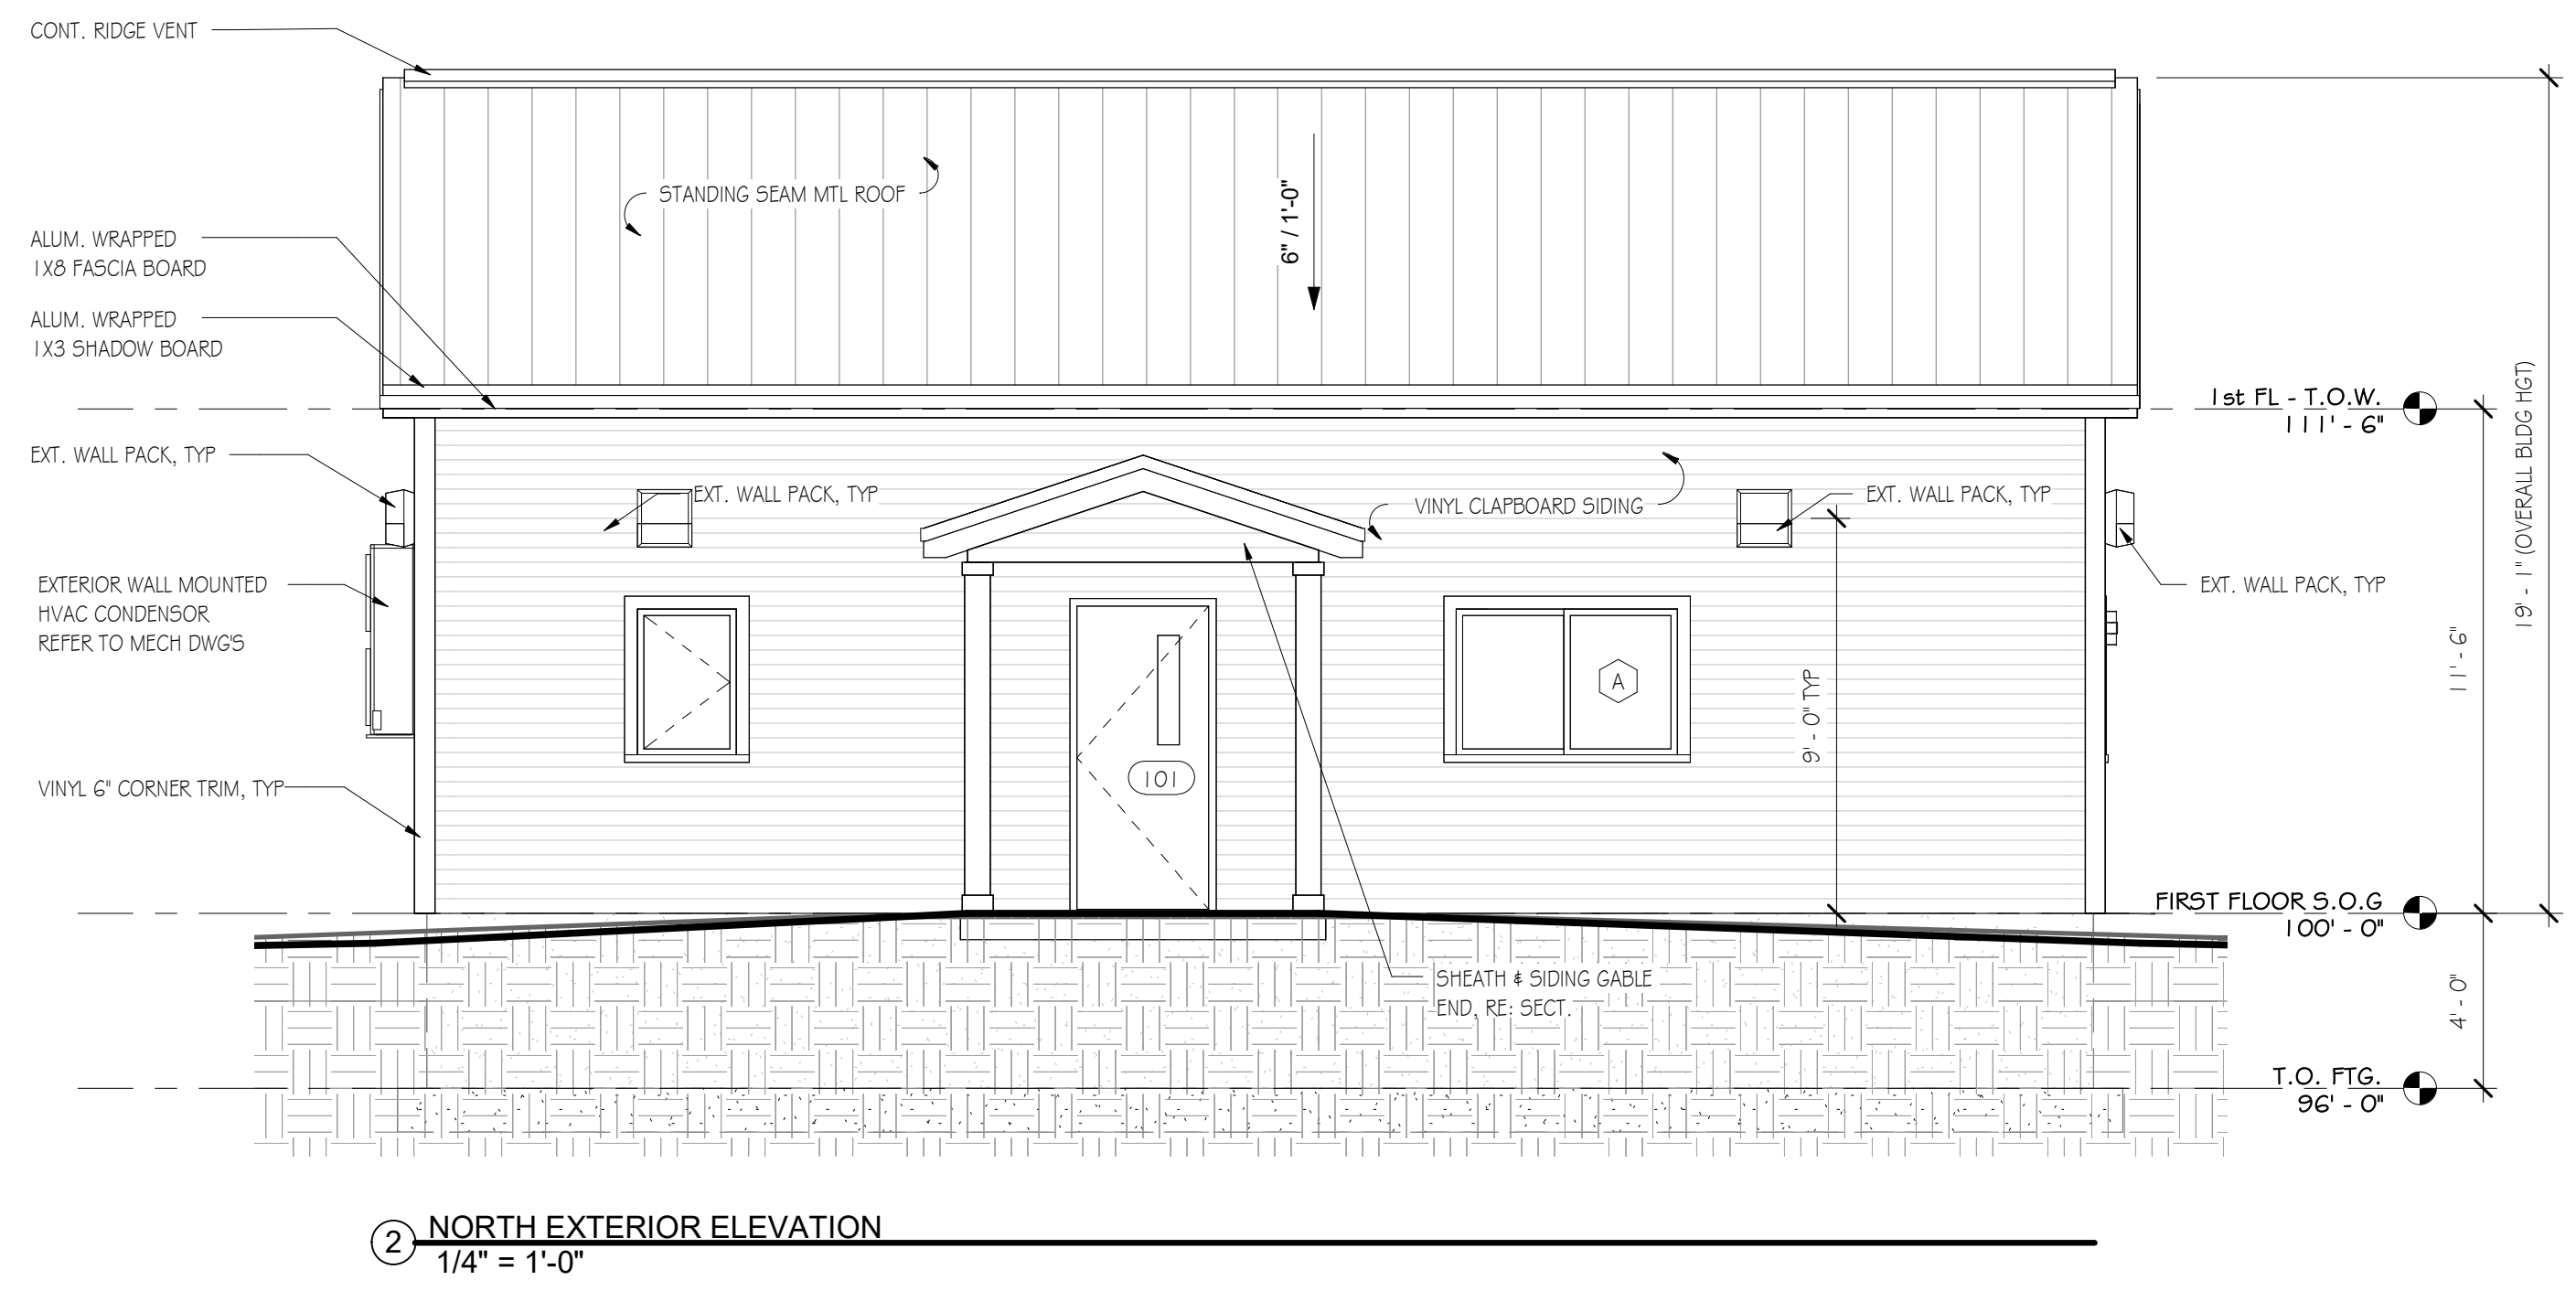 CONT. RIDGE VENT
STANDING SEAM MTL ROOF
6" / 1'-0"
ALUM. WRAPPED
1X8 FASCIA BOARD
ALUM. WRAPPED
1X3 SHADOW BOARD
1st FL - T.O.W.
111' - 6"
19' - 1" (OVERALL BLDG HGT)
EXT. WALL PACK, TYP
EXT. WALL PACK, TYP
VINYL CLAPBOARD SIDING
EXT. WALL PACK, TYP
EXT. WALL PACK, TYP
EXTERIOR WALL MOUNTED
HVAC CONDENSOR
REFER TO MECH DWG'S
A
9' - 0" TYP
11' - 6"
101
VINYL 6" CORNER TRIM, TYP
FIRST FLOOR S.O.G
100' - 0"
SHEATH & SIDING GABLE
END, RE: SECT.
4' - 0"
T.O. FTG.
96' - 0"
2
NORTH EXTERIOR ELEVATION
1/4" = 1'-0"